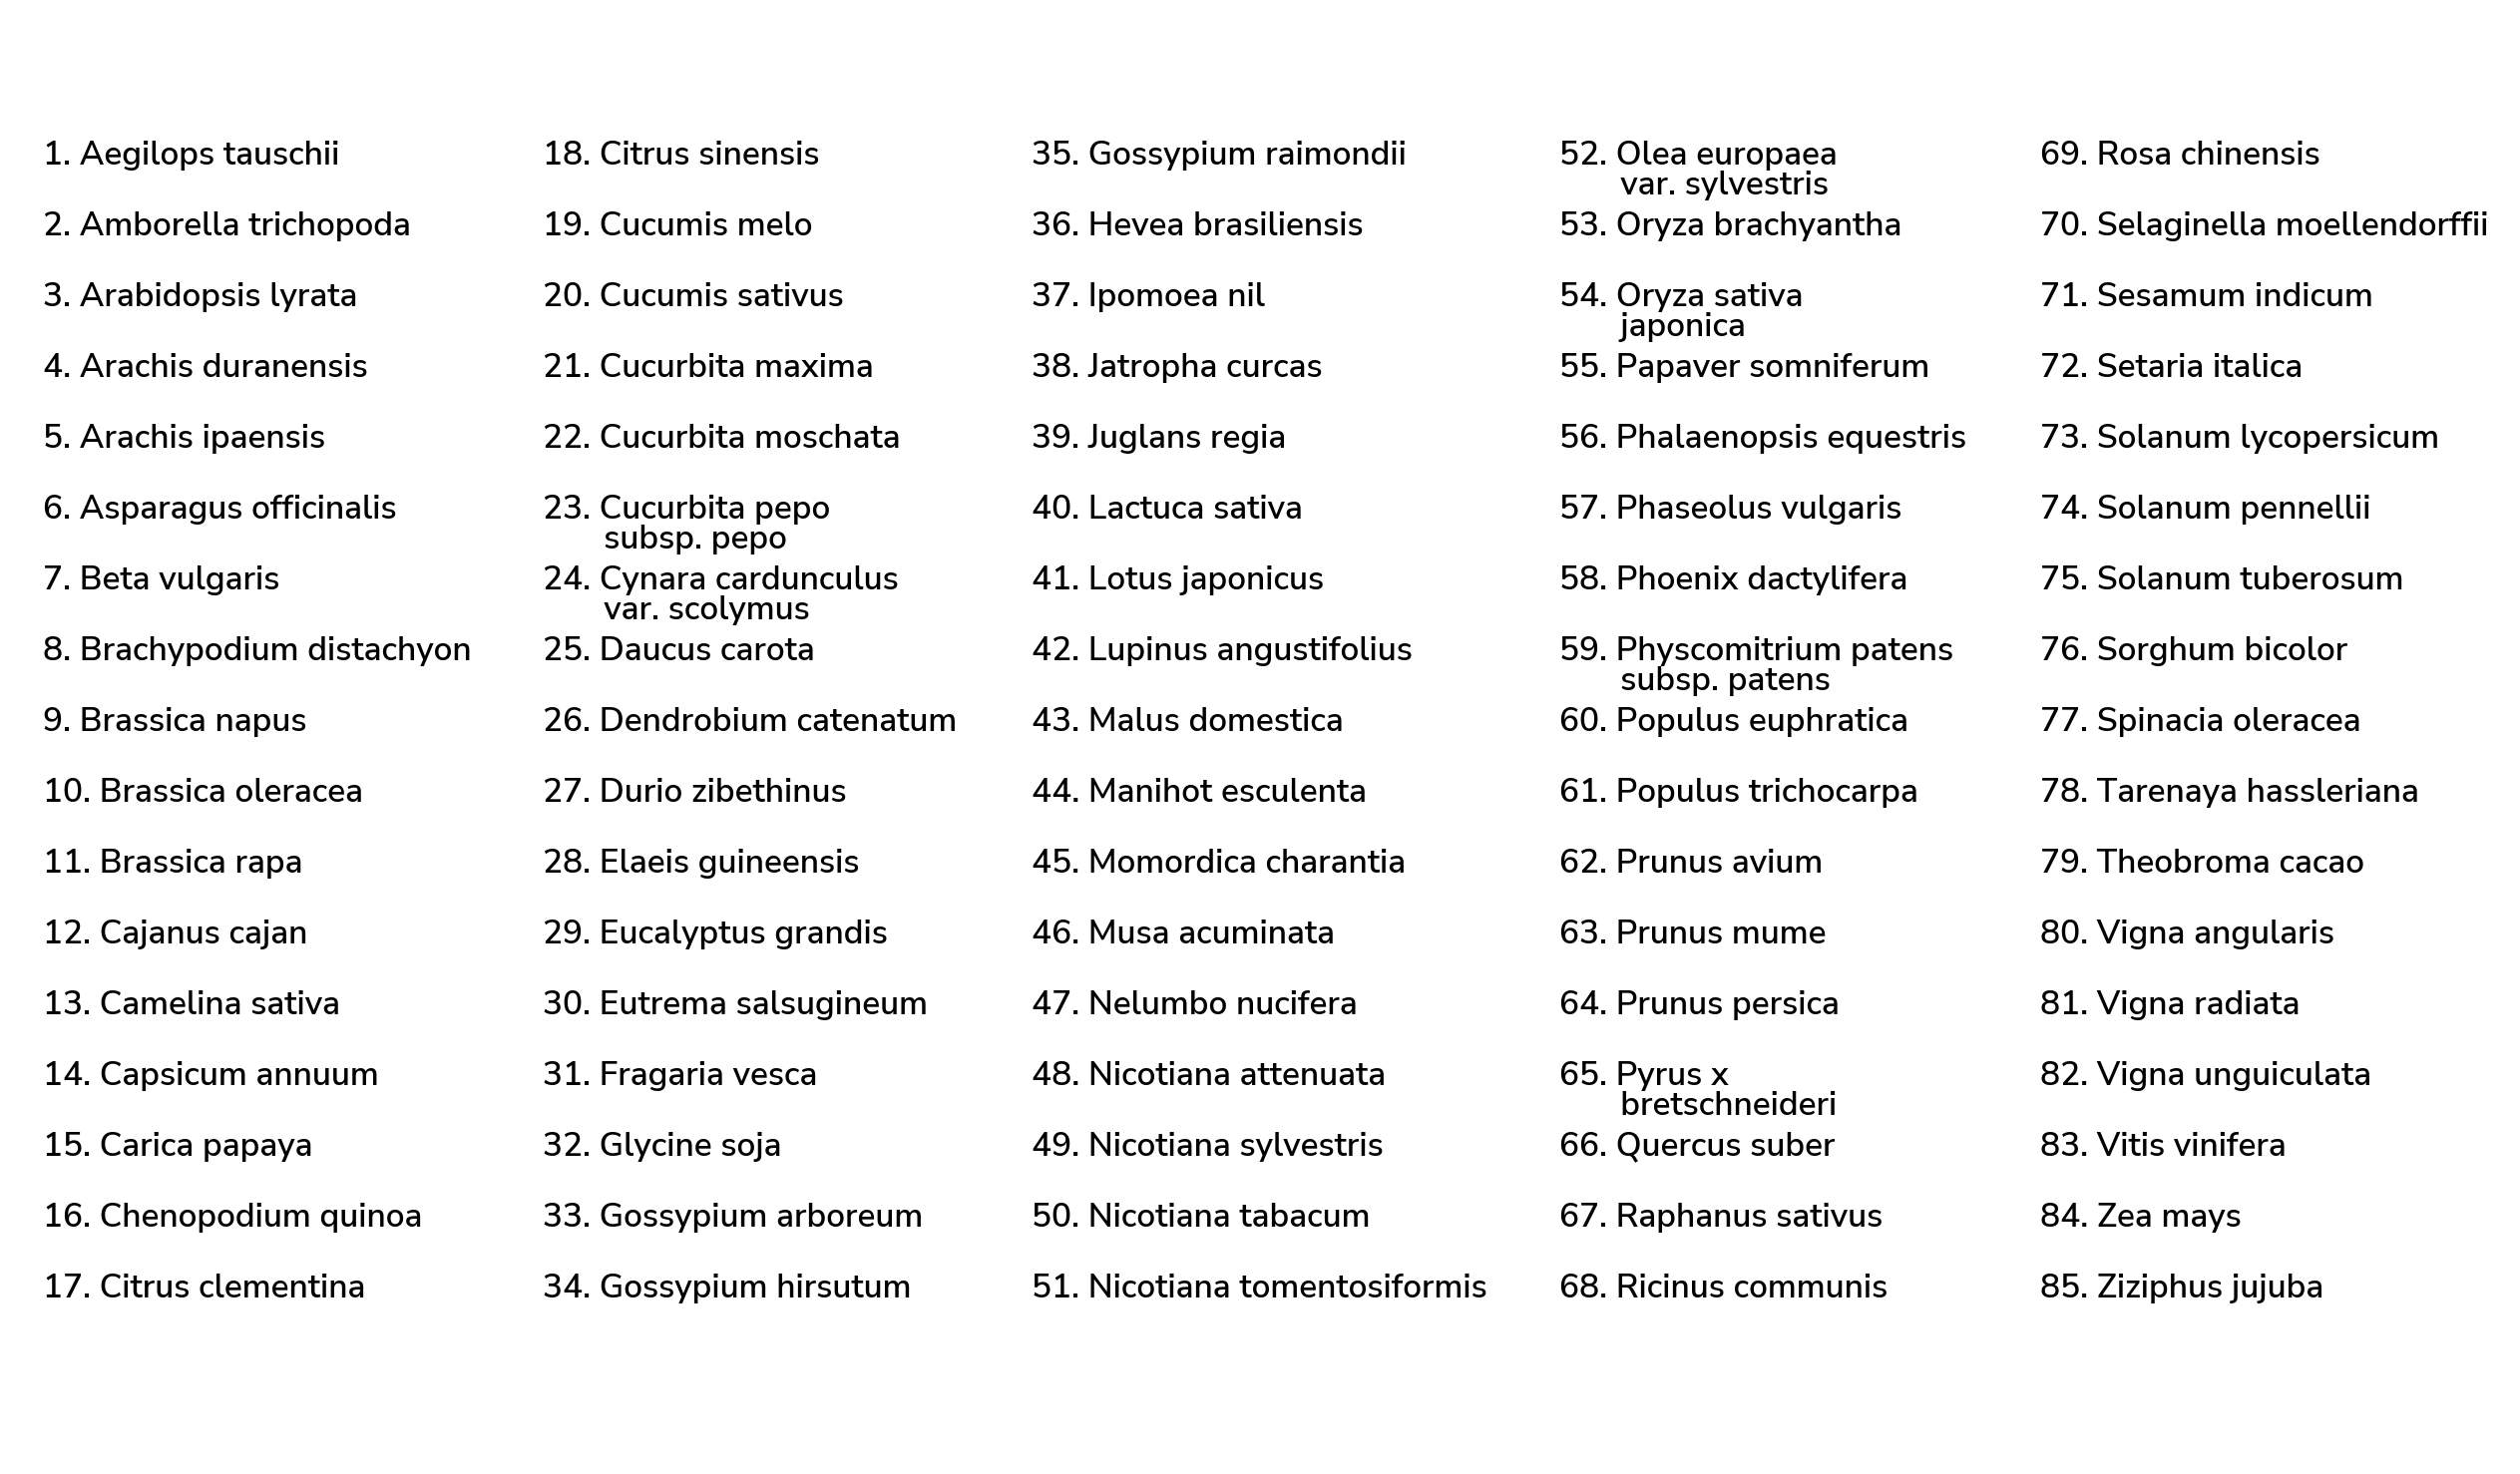 1. Aegilops tauschii
2. Amborella trichopoda
3. Arabidopsis lyrata
4. Arachis duranensis
5. Arachis ipaensis
6. Asparagus officinalis
7. Beta vulgaris
8. Brachypodium distachyon
9. Brassica napus
10. Brassica oleracea
11. Brassica rapa
12. Cajanus cajan
13. Camelina sativa
14. Capsicum annuum
15. Carica papaya
16. Chenopodium quinoa
17. Citrus clementina
18. Citrus sinensis
19. Cucumis melo
20. Cucumis sativus
21. Cucurbita maxima
22. Cucurbita moschata
23. Cucurbita pepo
subsp. pepo
24. Cynara cardunculus
var. scolymus
25. Daucus carota
26. Dendrobium catenatum
27. Durio zibethinus
28. Elaeis guineensis
29. Eucalyptus grandis
30. Eutrema salsugineum
31. Fragaria vesca
32. Glycine soja
33. Gossypium arboreum
34. Gossypium hirsutum
35. Gossypium raimondii
36. Hevea brasiliensis
37. Ipomoea nil
38. Jatropha curcas
39. Juglans regia
40. Lactuca sativa
41. Lotus japonicus
42. Lupinus angustifolius
43. Malus domestica
44. Manihot esculenta
45. Momordica charantia
46. Musa acuminata
47. Nelumbo nucifera
48. Nicotiana attenuata
49. Nicotiana sylvestris
50. Nicotiana tabacum
51. Nicotiana tomentosiformis
52. Olea europaea
var. sylvestris
53. Oryza brachyantha
54. Oryza sativa
japonica
55. Papaver somniferum
56. Phalaenopsis equestris
57. Phaseolus vulgaris
58. Phoenix dactylifera
59. Physcomitrium patens
subsp. patens
60. Populus euphratica
61. Populus trichocarpa
62. Prunus avium
63. Prunus mume
64. Prunus persica
65. Pyrus x
bretschneideri
66. Quercus suber
67. Raphanus sativus
68. Ricinus communis
69. Rosa chinensis
70. Selaginella moellendorffii
71. Sesamum indicum
72. Setaria italica
73. Solanum lycopersicum
74. Solanum pennellii
75. Solanum tuberosum
76. Sorghum bicolor
77. Spinacia oleracea
78. Tarenaya hassleriana
79. Theobroma cacao
80. Vigna angularis
81. Vigna radiata
82. Vigna unguiculata
83. Vitis vinifera
84. Zea mays
85. Ziziphus jujuba